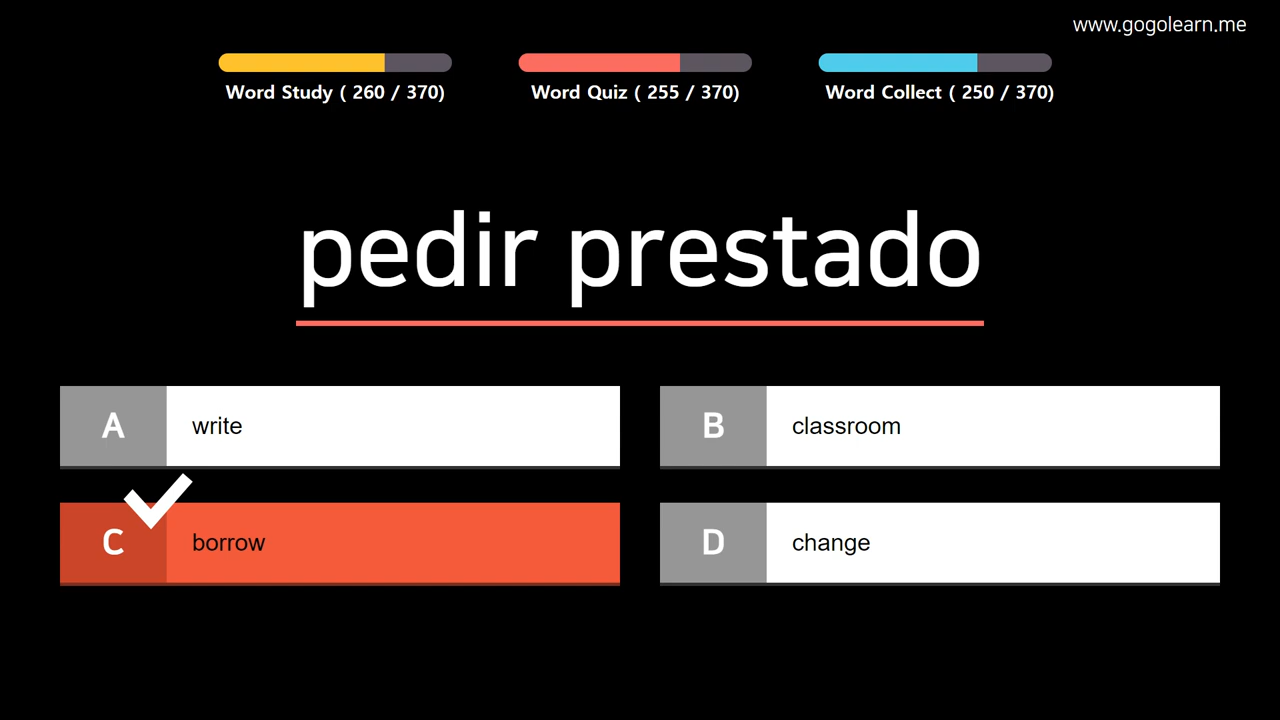 www.gogolearn.me
Word Study ( 260 / 370)
Word Quiz ( 255 / 370)
Word Collect ( 250 / 370)
pedir prestado
A write
B classroom
C borrow
D change